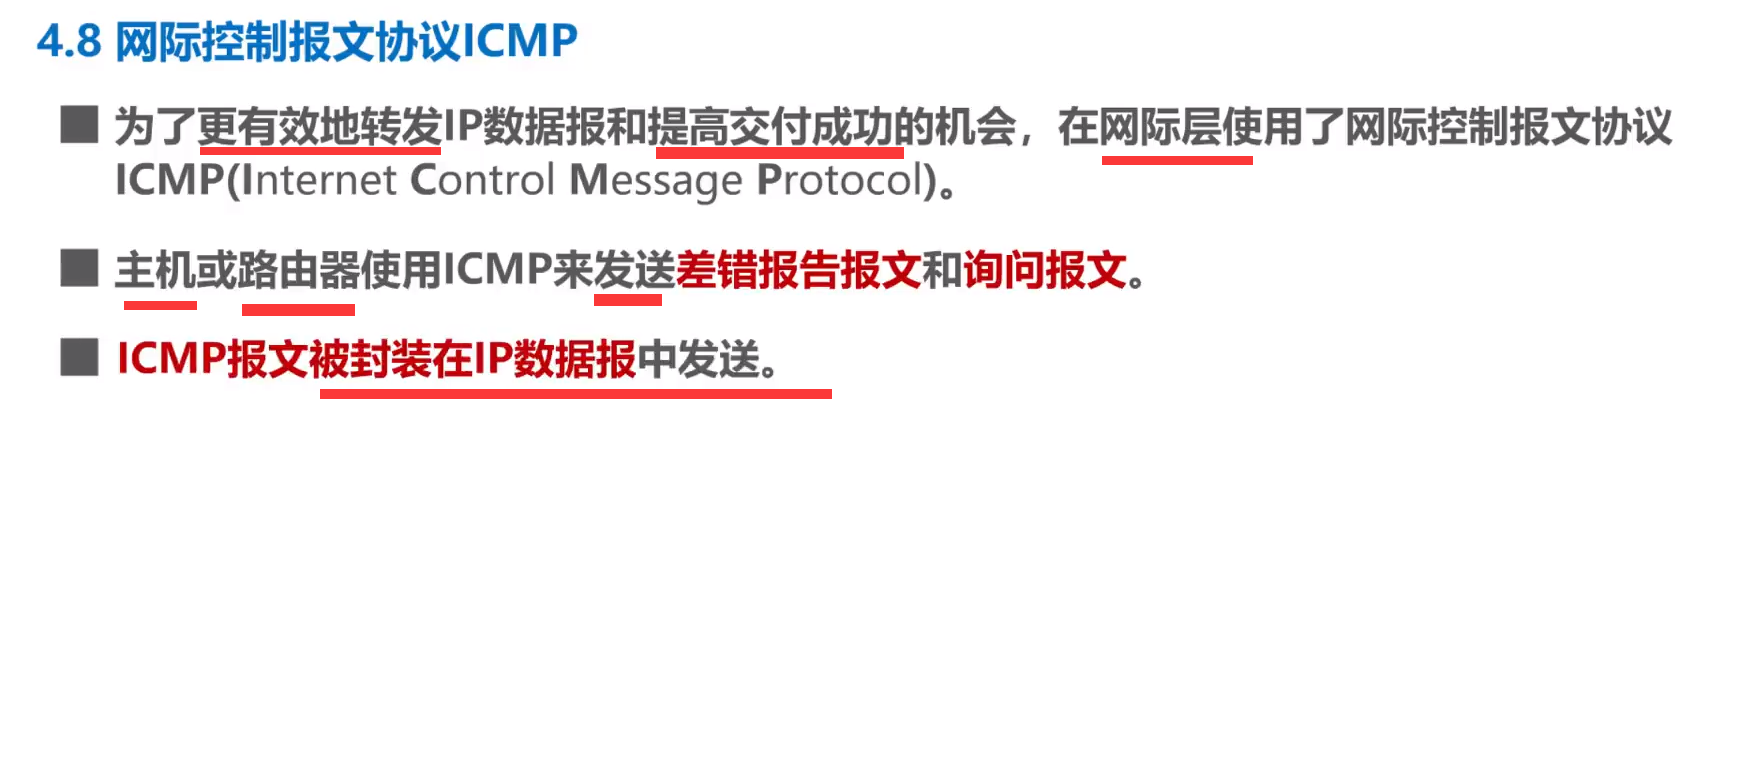 4.8 网际控制报文协议ICMP
为了更有效地转发IP数据报和提高交付成功的机会，在网际层使用了网际控制报文协议
ICMP(Internet Control Message Protocol)。
主机或路由器使用ICMP来发送差错报告报文和询问报文。
ICMP报文被封装在IP数据报中发送。